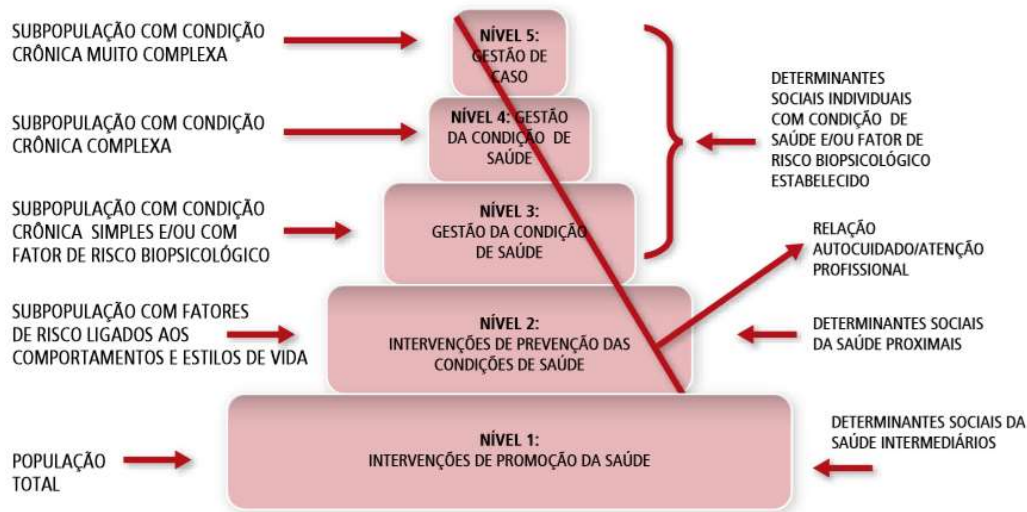 SUBPOPULAÇÃO COM CONDIÇÃO
CRÔNICA MUITO COMPLEXA
NÍVEL 5:
GESTÃO DE
CASO
SUBPOPULAÇÃO COM CONDIÇÃO
CRÔNICA COMPLEXA
NÍVEL 4: GESTÃO
DA CONDIÇÃO DE
SAÚDE
DETERMINANTES
SOCIAIS INDIVIDUAIS
COM CONDIÇÃO DE
SAÚDE E/OU FATOR DE
RISCO BIOPSICOLÓGICO
ESTABELECIDO
SUBPOPULAÇÃO COM CONDIÇÃO
CRÔNICA SIMPLES E/OU COM
FATOR DE RISCO BIOPSICOLÓGICO
NÍVEL 3:
GESTÃO DA CONDIÇÃO
DE SAÚDE
RELAÇÃO
AUTOCUIDADO/ATENÇÃO
PROFISSIONAL
SUBPOPULAÇÃO COM FATORES
DE RISCO LIGADOS AOS
COMPORTAMENTOS E ESTILOS DE VIDA
NÍVEL 2:
INTERVENÇÕES DE PREVENÇÃO DAS
CONDIÇÕES DE SAÚDE
DETERMINANTES SOCIAIS
DA SAÚDE PROXIMAIS
POPULAÇÃO
TOTAL
NÍVEL 1:
INTERVENÇÕES DE PROMOÇÃO DA SAÚDE
DETERMINANTES SOCIAIS DA
SAÚDE INTERMEDIÁRIOS